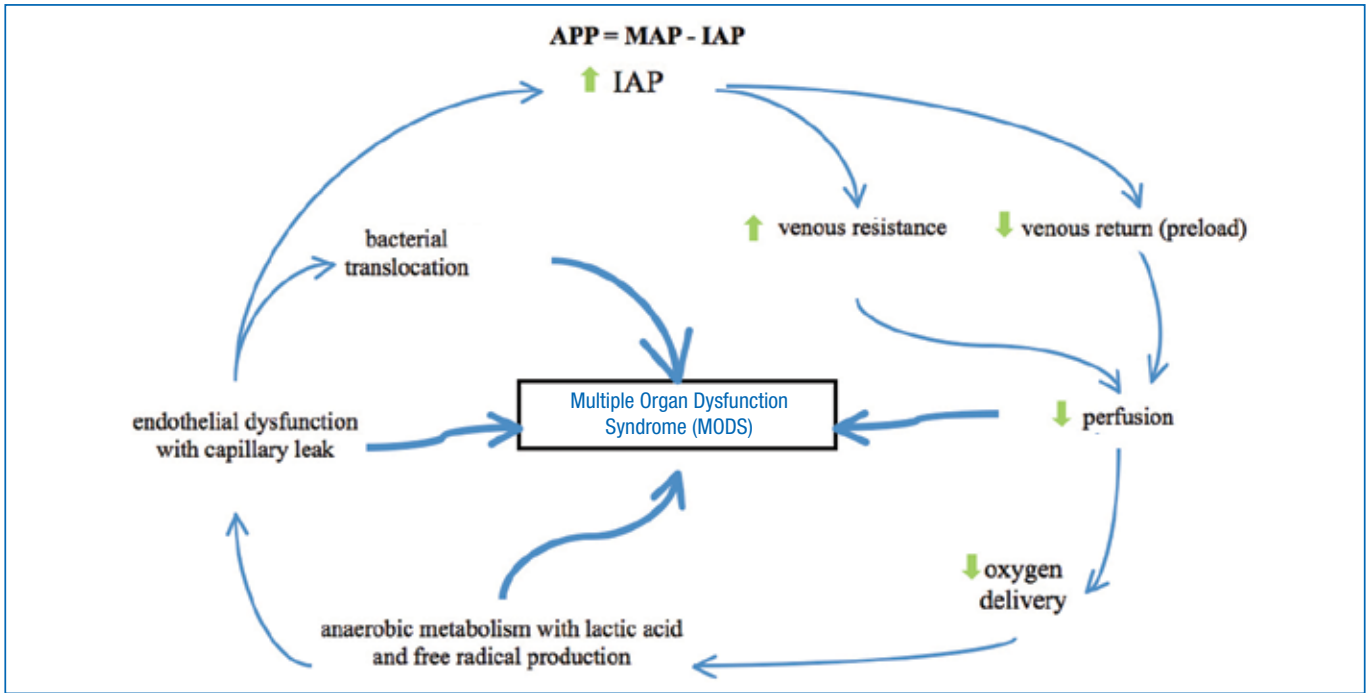 APP = MAP - IAP
IAP
venous resistance
venous return (preload)
bacterial
translocation
Multiple Organ Dysfunction
Syndrome (MODS)
endothelial dysfunction
with capillary leak
perfusion
oxygen
delivery
anaerobic metabolism with lactic acid
and free radical production